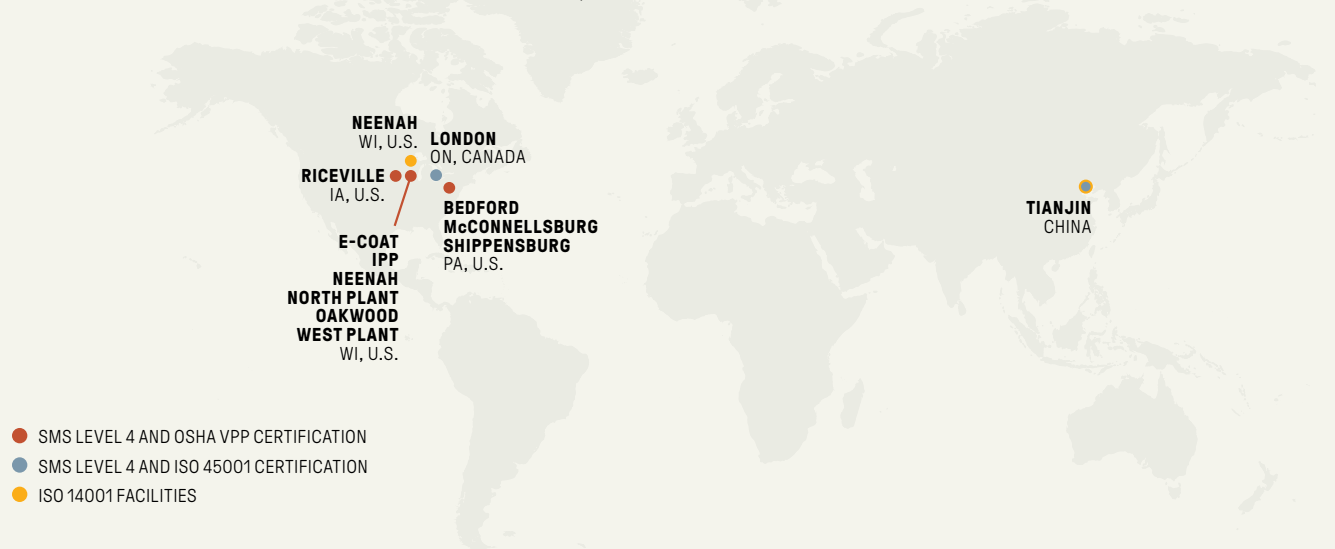 NEENAH
WI, U.S.
LONDON
ON, CANADA
RICEVILLE
IA, U.S.
BEDFORD
McCONNELLSBURG
SHIPPENSBURG
PA, U.S.
TIANJIN
CHINA
E-COAT
IPP
NEENAH
NORTH PLANT
OAKWOOD
WEST PLANT
WI, U.S.
SMS LEVEL 4 AND OSHA VPP CERTIFICATION
SMS LEVEL 4 AND ISO 45001 CERTIFICATION
ISO 14001 FACILITIES